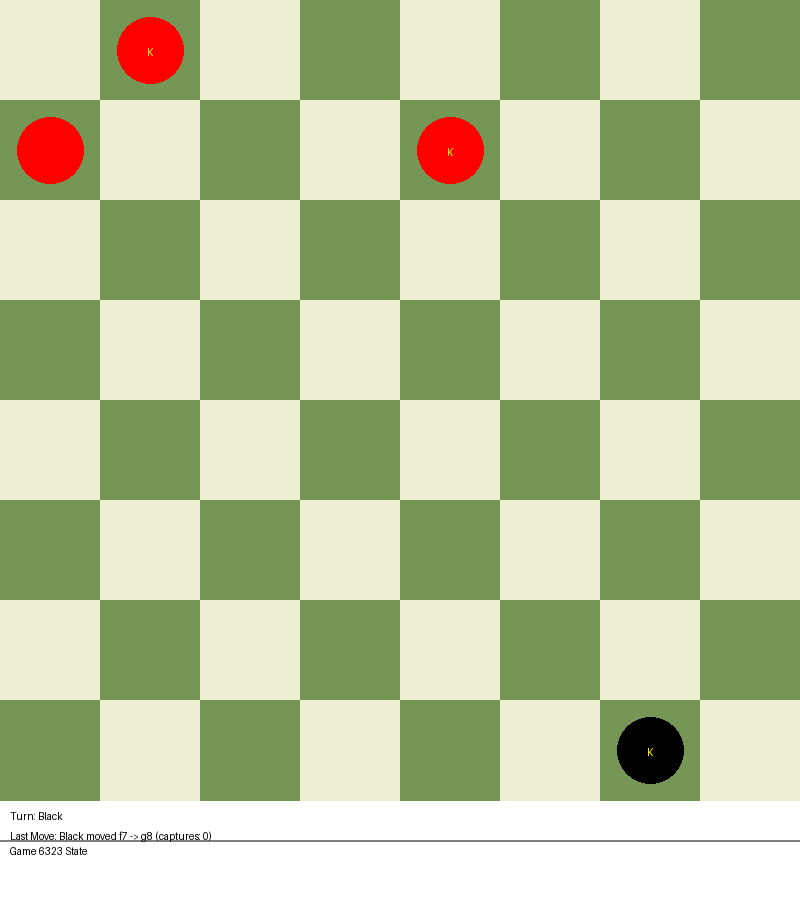 K
K
K
Turn: Black
Last Move: Black moved f7 -> g8 (captures: 0)
Game 6323 State